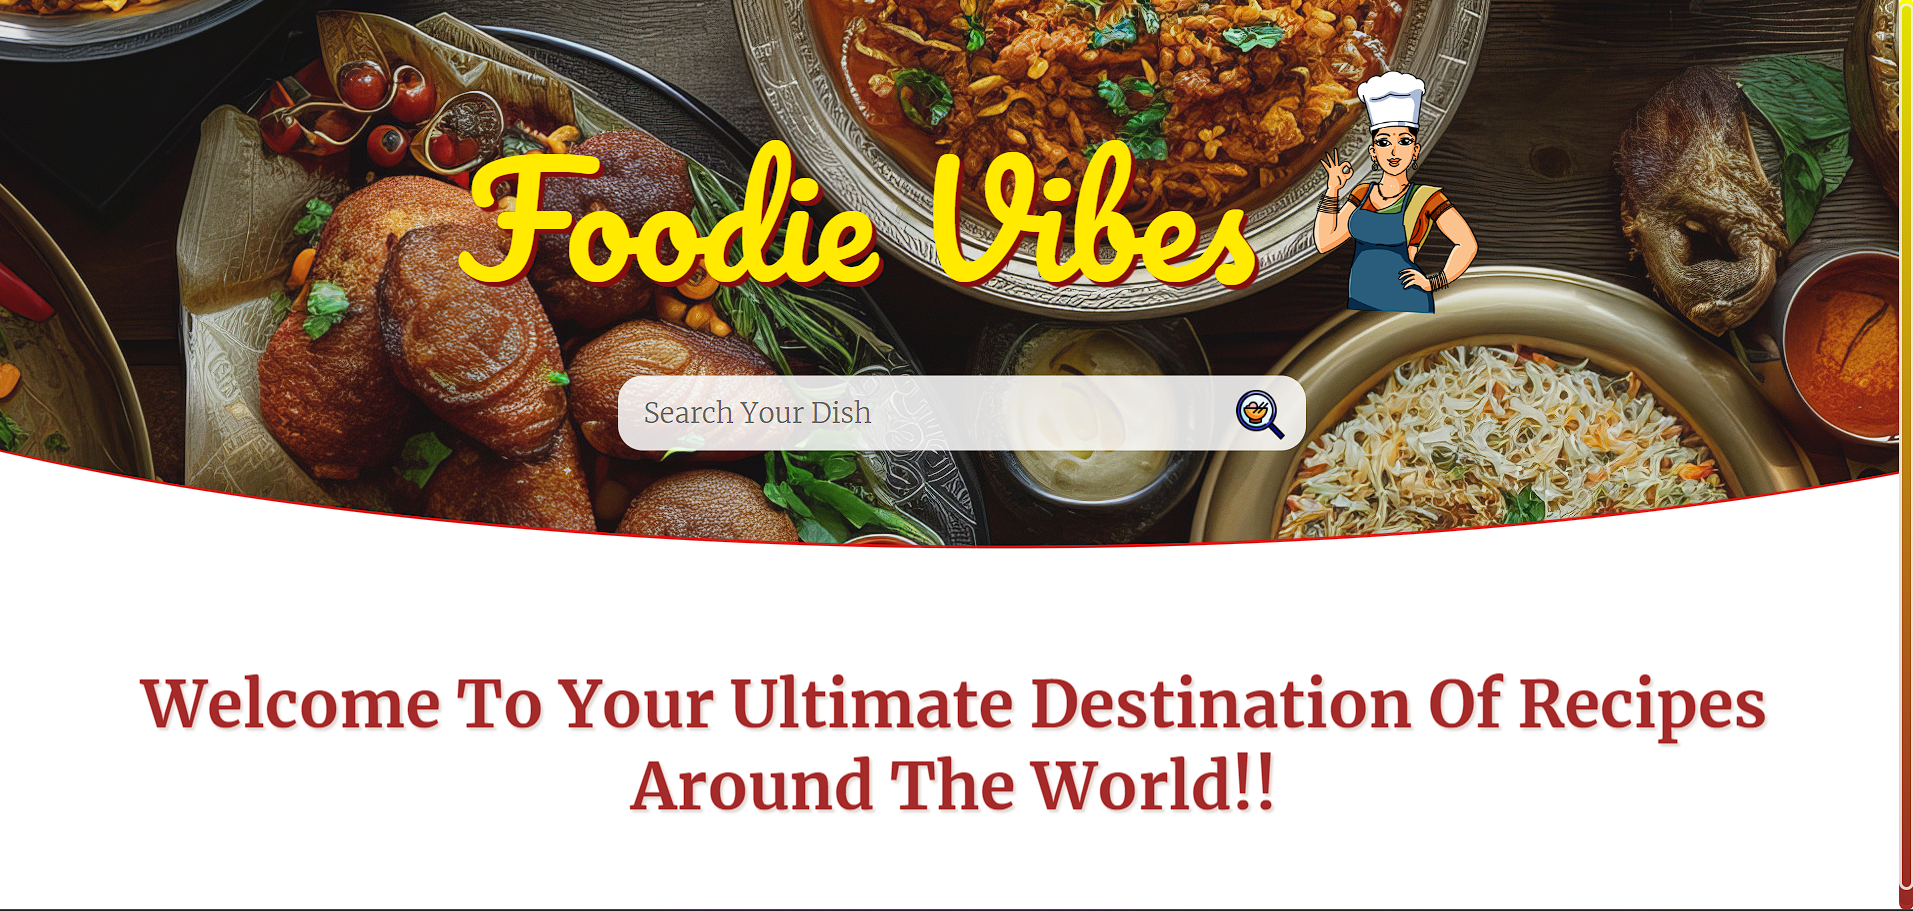 Foodie Vibes
Search Your Dish
Welcome To Your Ultimate Destination Of Recipes
Around The World!!